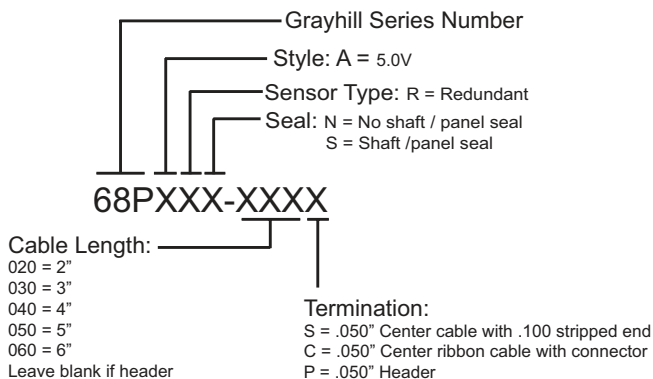 Grayhill Series Number
Style: A = 5.0V
Sensor Type: R = Redundant
Seal: N = No shaft / panel seal
S = Shaft /panel seal
68PXXX-XXXX
Cable Length:
020 = 2”
030 = 3”
040 = 4”
050 = 5”
060 = 6”
Leave blank if header
Termination:
S = .050” Center cable with .100 stripped end
C = .050” Center ribbon cable with connector
P = .050” Header